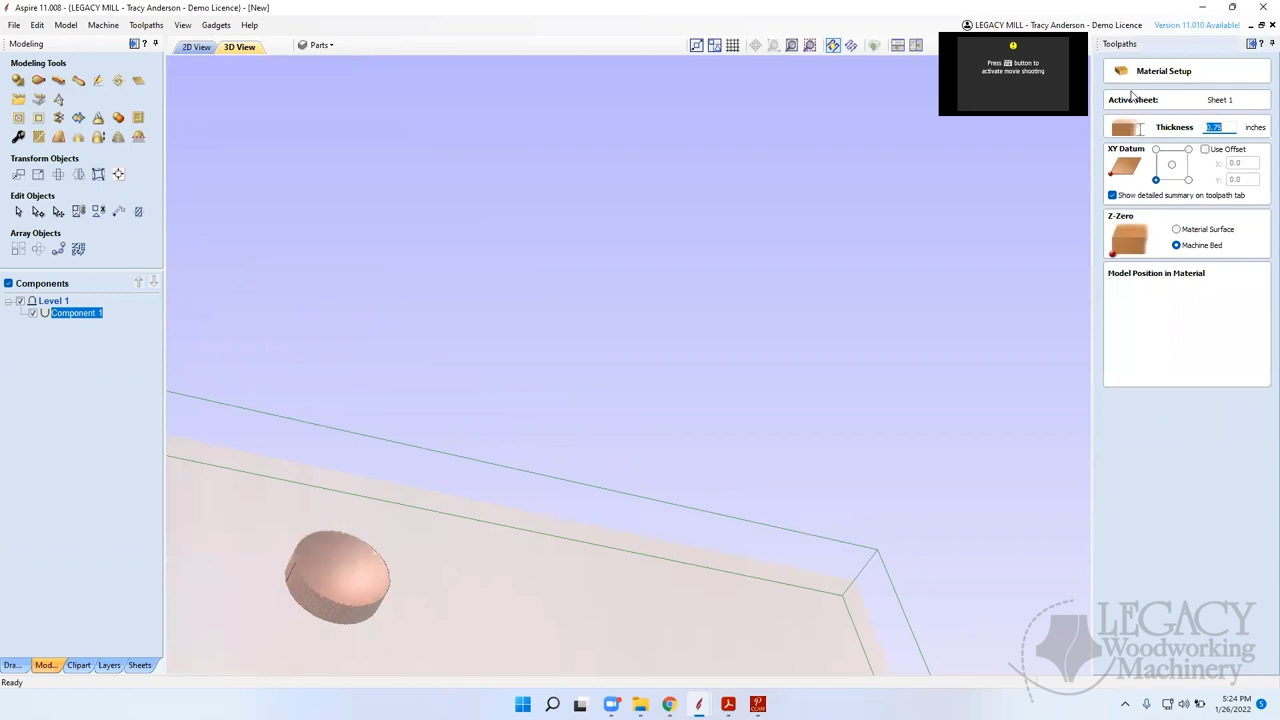 Aspire 11.008 - (LEGACY MILL - Tracy Anderson - Demo Licence) - [New]
File Edit Model Machine Toolpaths View Gadgets Help
LEGACY MILL - Tracy Anderson - Demo Licence Version 11.010 Available!
Modeling
2D View 3D View
Parts
Toolpaths
Press button to
activate movie shooting
Modeling Tools
Transform Objects
Edit Objects
Array Objects
Components
Level 1
Component 1
Material Setup
Active Sheet: Sheet 1
Thickness 0.75 inches
XY Datum
Use Offset
X: 0.0
Y: 0.0
Show detailed summary on toolpath tab
Z-Zero
Material Surface
Machine Bed
Model Position in Material
LEGACY
Woodworking
Machinery
Dra... Mod... Clipart Layers Sheets
Ready
5:24 PM
1/26/2022
5